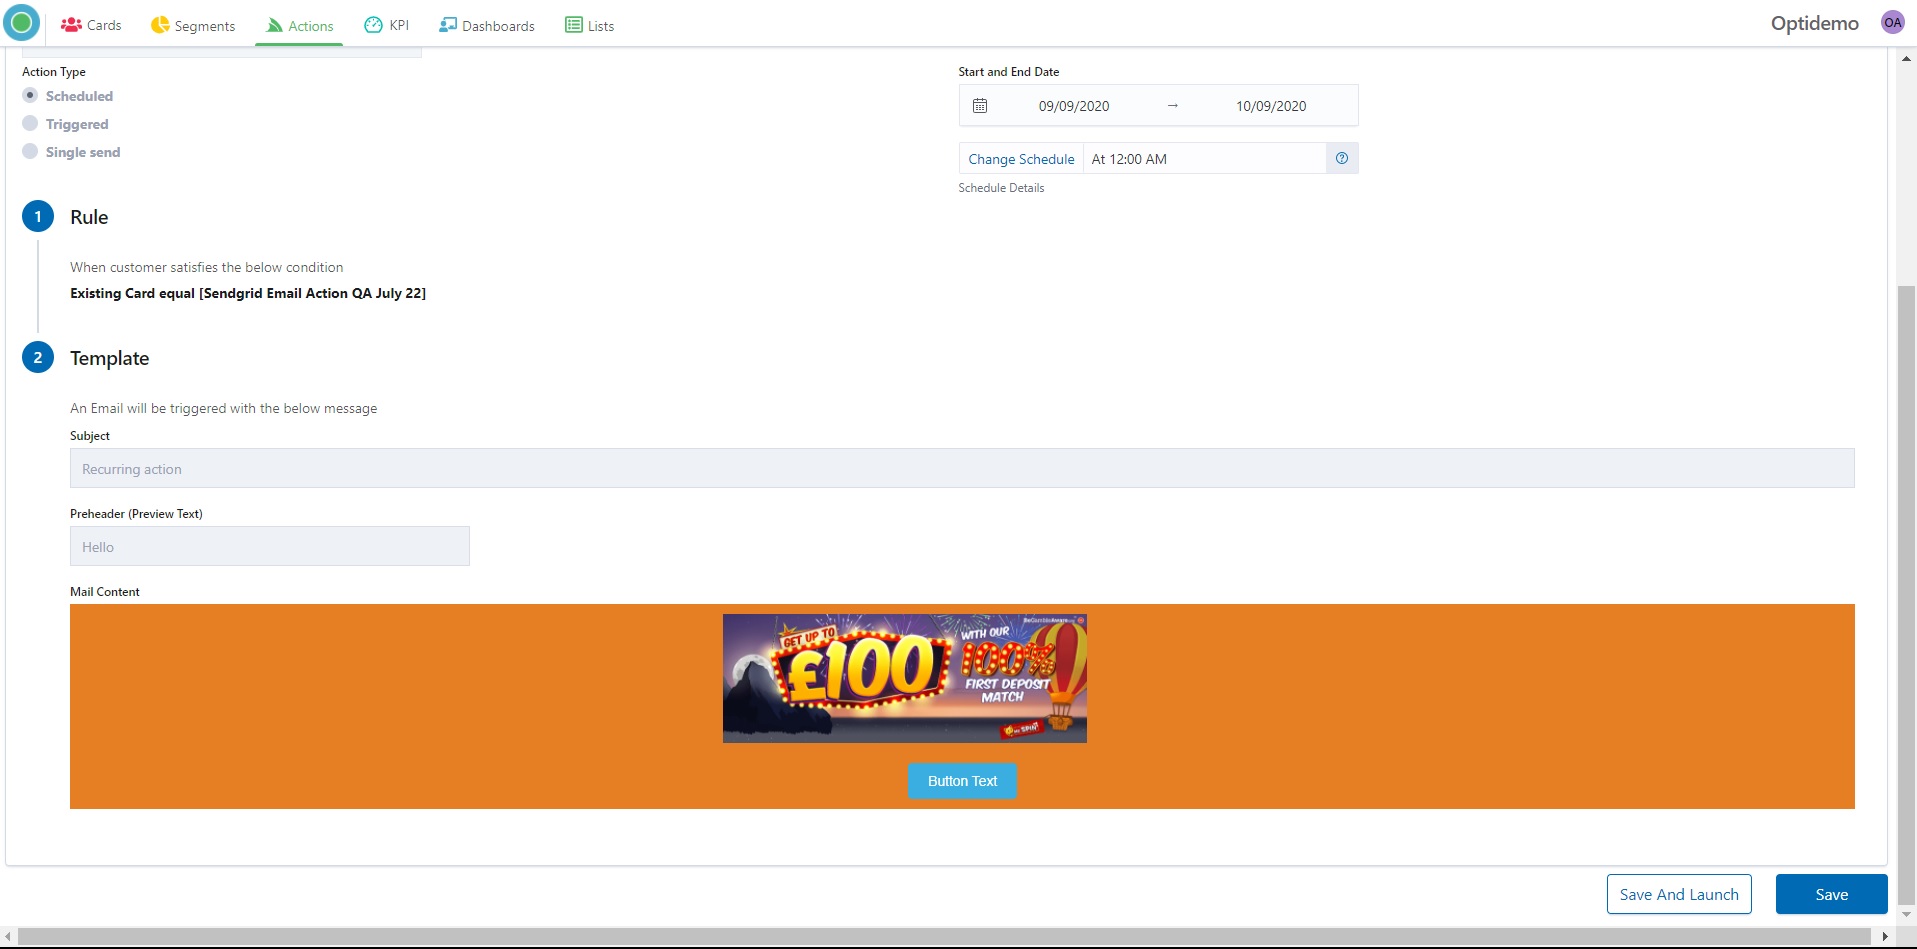 Cards
Segments
Actions
KPI
Dashboards
Lists
Optidemo
OA
Action Type
Scheduled
Triggered
Single send
Start and End Date
09/09/2020 → 10/09/2020
Change Schedule
At 12:00 AM
Schedule Details
1
Rule
When customer satisfies the below condition
Existing Card equal [Sendgrid Email Action QA July 22]
2
Template
An Email will be triggered with the below message
Subject
Recurring action
Preheader (Preview Text)
Hello
Mail Content
GET UP TO
£100
WITH OUR
100%
FIRST DEPOSIT
MATCH
Button Text
Save And Launch
Save